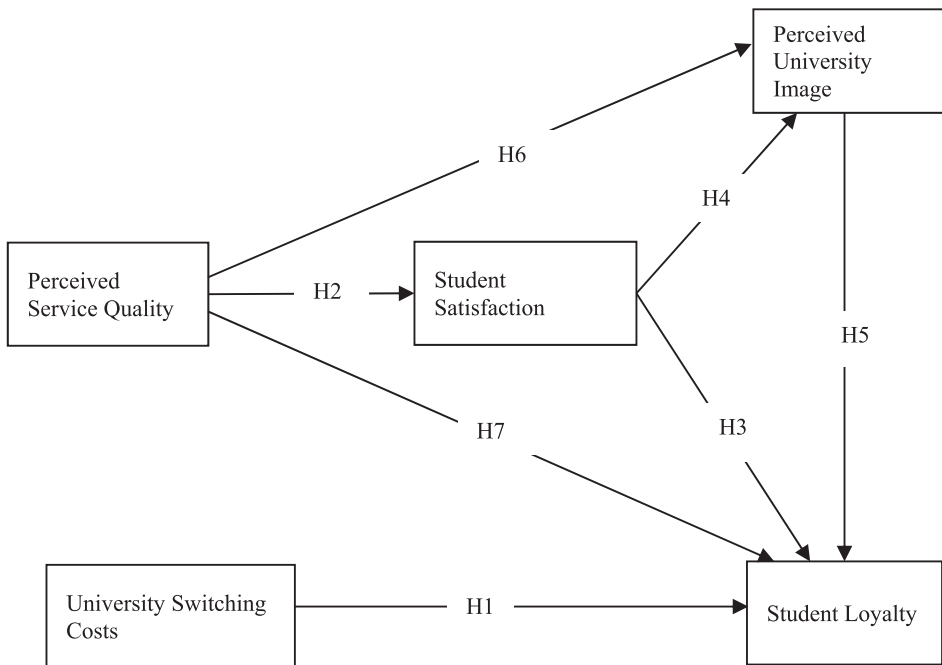 Perceived
University
Image
H6
H4
Perceived
Service Quality
H2
Student
Satisfaction
H5
H7
H3
University Switching
Costs
H1
Student Loyalty